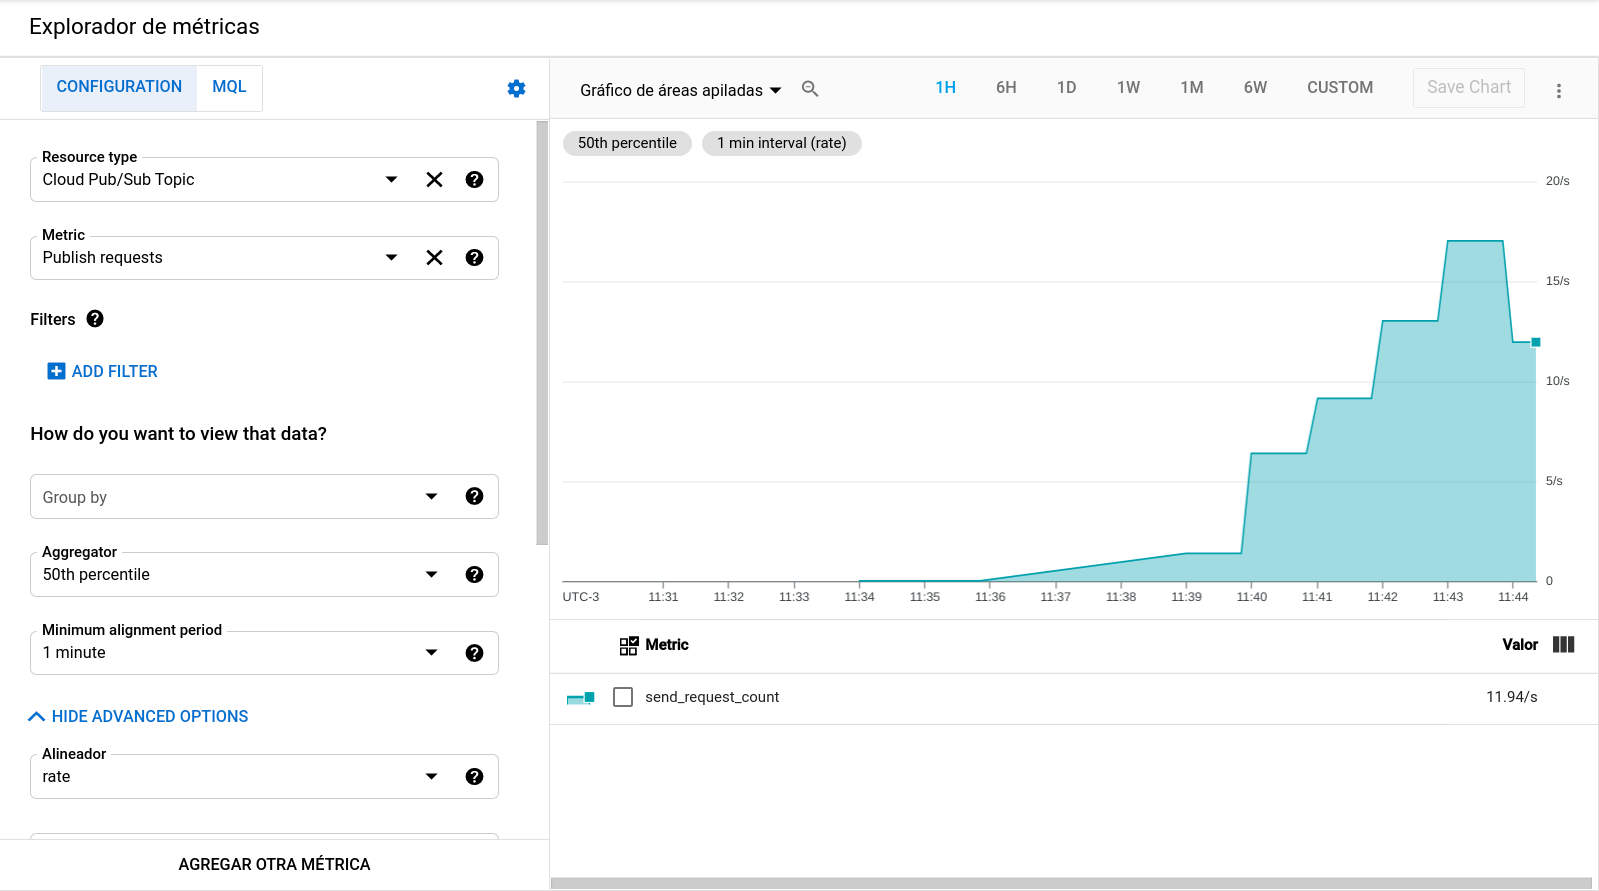 Explorador de métricas
CONFIGURATION
MQL
Resource type
Cloud Pub/Sub Topic
Metric
Publish requests
Filters
ADD FILTER
How do you want to view that data?
Group by
Aggregator
50th percentile
Minimum alignment period
1 minute
HIDE ADVANCED OPTIONS
Alineador
rate
AGREGAR OTRA MÉTRICA
Gráfico de áreas apiladas
1H 6H 1D 1W 1M 6W CUSTOM
Save Chart
50th percentile
1 min interval (rate)
20/s
15/s
10/s
5/s
0
UTC-3 11:31 11:32 11:33 11:34 11:35 11:36 11:37 11:38 11:39 11:40 11:41 11:42 11:43 11:44
Metric Valor
send_request_count 11.94/s